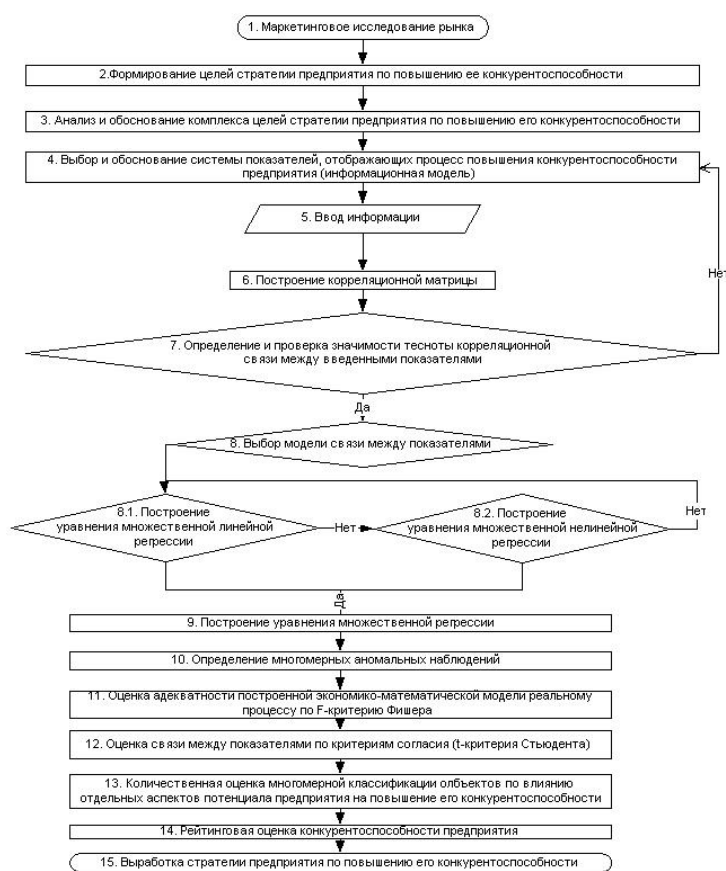 1. Маркетинговое исследование рынка
2.Формирование целей стратегии предприятия по повышению ее конкурентоспособности
3. Анализ и обоснование комплекса целей стратегии предприятия по повышению его конкурентоспособности
4. Выбор и обоснование системы показателей, отображающих процесс повышения конкурентоспособности
предприятия (информационная модель)
5. Ввод информации
Нет
6. Построение корреляционной матрицы
7. Определение и проверка значимости тесноты корреляционной
связи между введенными показателями
Да
8. Выбор модели связи между показателями
8.1. Построение
уравнения множественной линейной
регрессии
Нет
8.2. Построение
уравнения множественной нелинейной
регрессии
Нет
Да
9. Построение уравнения множественной регрессии
10. Определение многомерных аномальных наблюдений
11. Оценка адекватности построенной экономико-математической модели реальному
процессу по F-критерию Фишера
12. Оценка связи между показателями по критериям согласия (t-критерия Стьюдента)
13. Количественная оценка многомерной классификации олбъектов по влиянию
отдельных аспектов потенциала предприятия на повышение его конкурентоспособности
14. Рейтинговая оценка конкурентоспособности предприятия
15. Выработка стратегии предприятия по повышению его конкурентоспособности